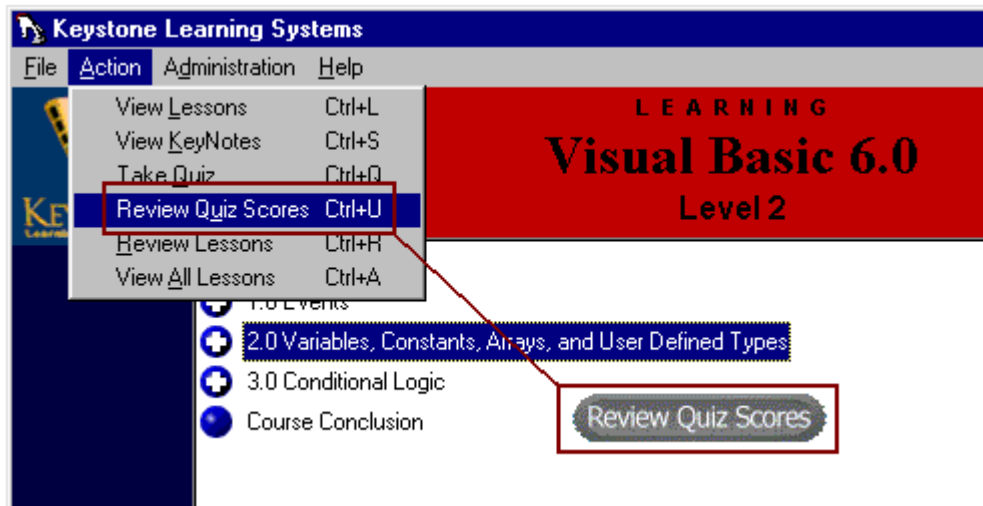 Keystone Learning Systems
File Action Administration Help
View Lessons Ctrl+L
View KeyNotes Ctrl+S
Take Quiz Ctrl+Q
Review Quiz Scores Ctrl+U
Review Lessons Ctrl+R
View All Lessons Ctrl+A
LEARNING
Visual Basic 6.0
Level 2
1.0 Events
2.0 Variables, Constants, Arrays, and User Defined Types
3.0 Conditional Logic
Course Conclusion
Review Quiz Scores